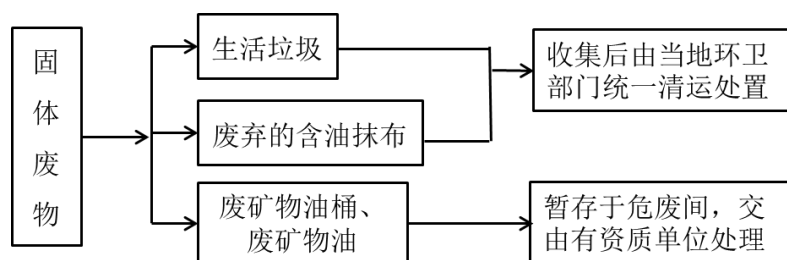 固
体
废
物
生活垃圾
废弃的含油抹布
废矿物油桶、
废矿物油
收集后由当地环卫
部门统一清运处置
暂存于危废间，交
由有资质单位处理